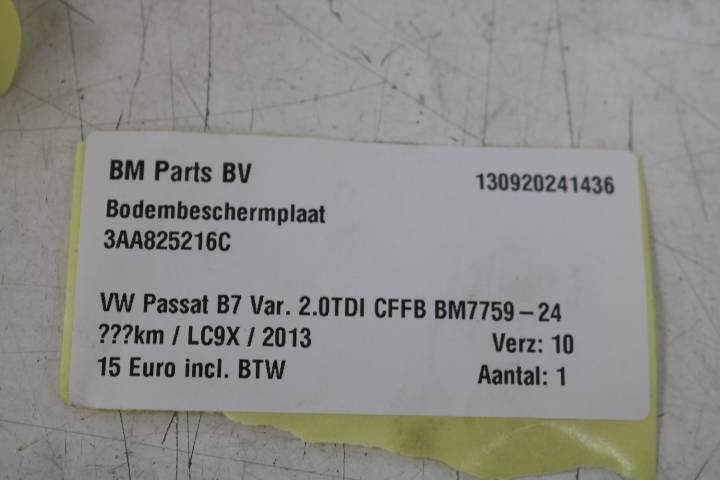 BM Parts BV 130920241436
Bodembeschermplaat
3AA825216C
VW Passat B7 Var. 2.0TDI CFFB BM7759-24
???km / LC9X / 2013 Verz: 10
15 Euro incl. BTW Aantal: 1